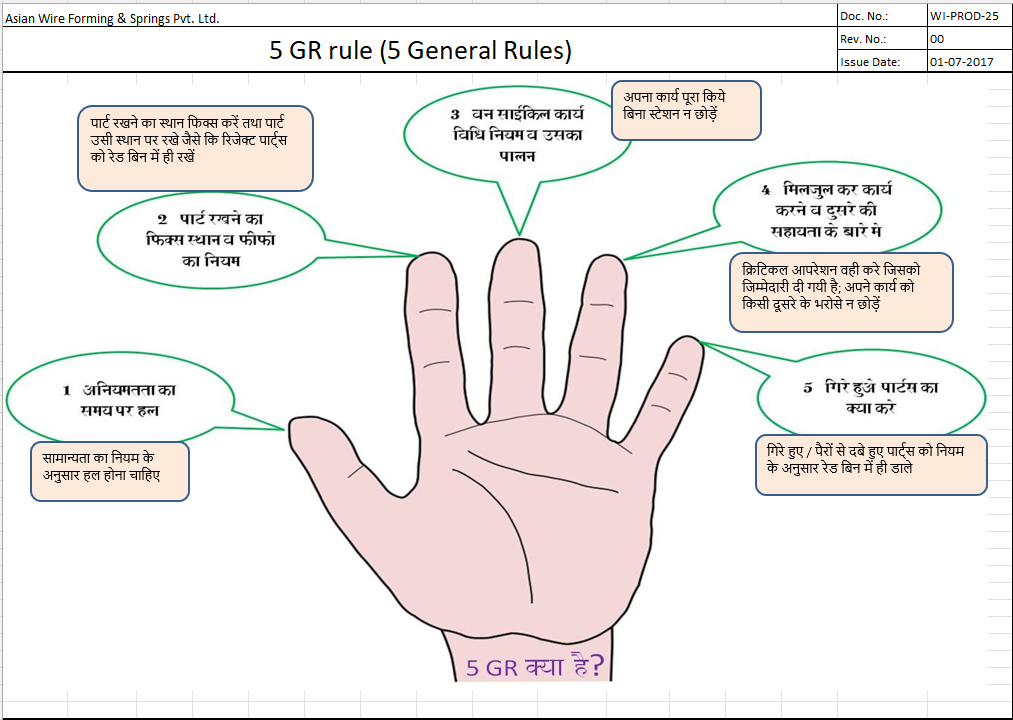 Asian Wire Forming & Springs Pvt. Ltd.
5 GR rule (5 General Rules)
Doc. No.: WI-PROD-25
Rev. No.: 00
Issue Date: 01-07-2017
पार्ट रखने का स्थान फिक्स करें तथा पार्ट
उसी स्थान पर रखे जैसे कि रिजेक्ट पार्ट्स
को रेड बिन में ही रखें
2 पार्ट रखने का
फिक्स स्थान व फीफो
का नियम
3 वन साईकिल कार्य
विधि नियम व उसका
पालन
अपना कार्य पूरा किये
बिना स्टेशन न छोड़ें
4 मिलजुल कर कार्य
करने व दुसरे की
सहायता के बारे मे
क्रिटिकल आपरेशन वही करे जिसको
जिम्मेदारी दी गयी है; अपने कार्य को
किसी दूसरे के भरोसे न छोड़ें
1 अनियमतता का
समय पर हल
सामान्यता का नियम के
अनुसार हल होना चाहिए
5 गिरे हुअे पार्टस का
क्या करे
गिरे हुए / पैरों से दबे हुए पार्ट्स को नियम
के अनुसार रेड बिन में ही डाले
5 GR क्या है?